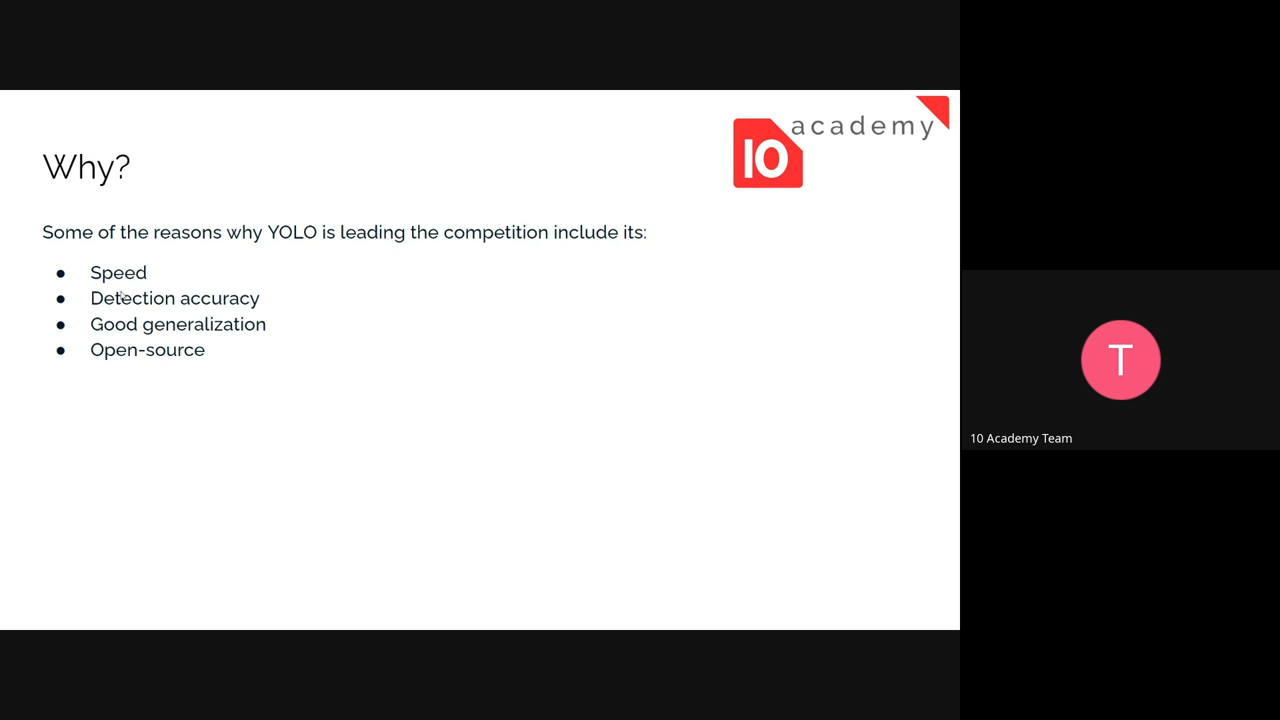 10 academy
Why?
Some of the reasons why YOLO is leading the competition include its:
● Speed
● Detection accuracy
● Good generalization
● Open-source
T
10 Academy Team